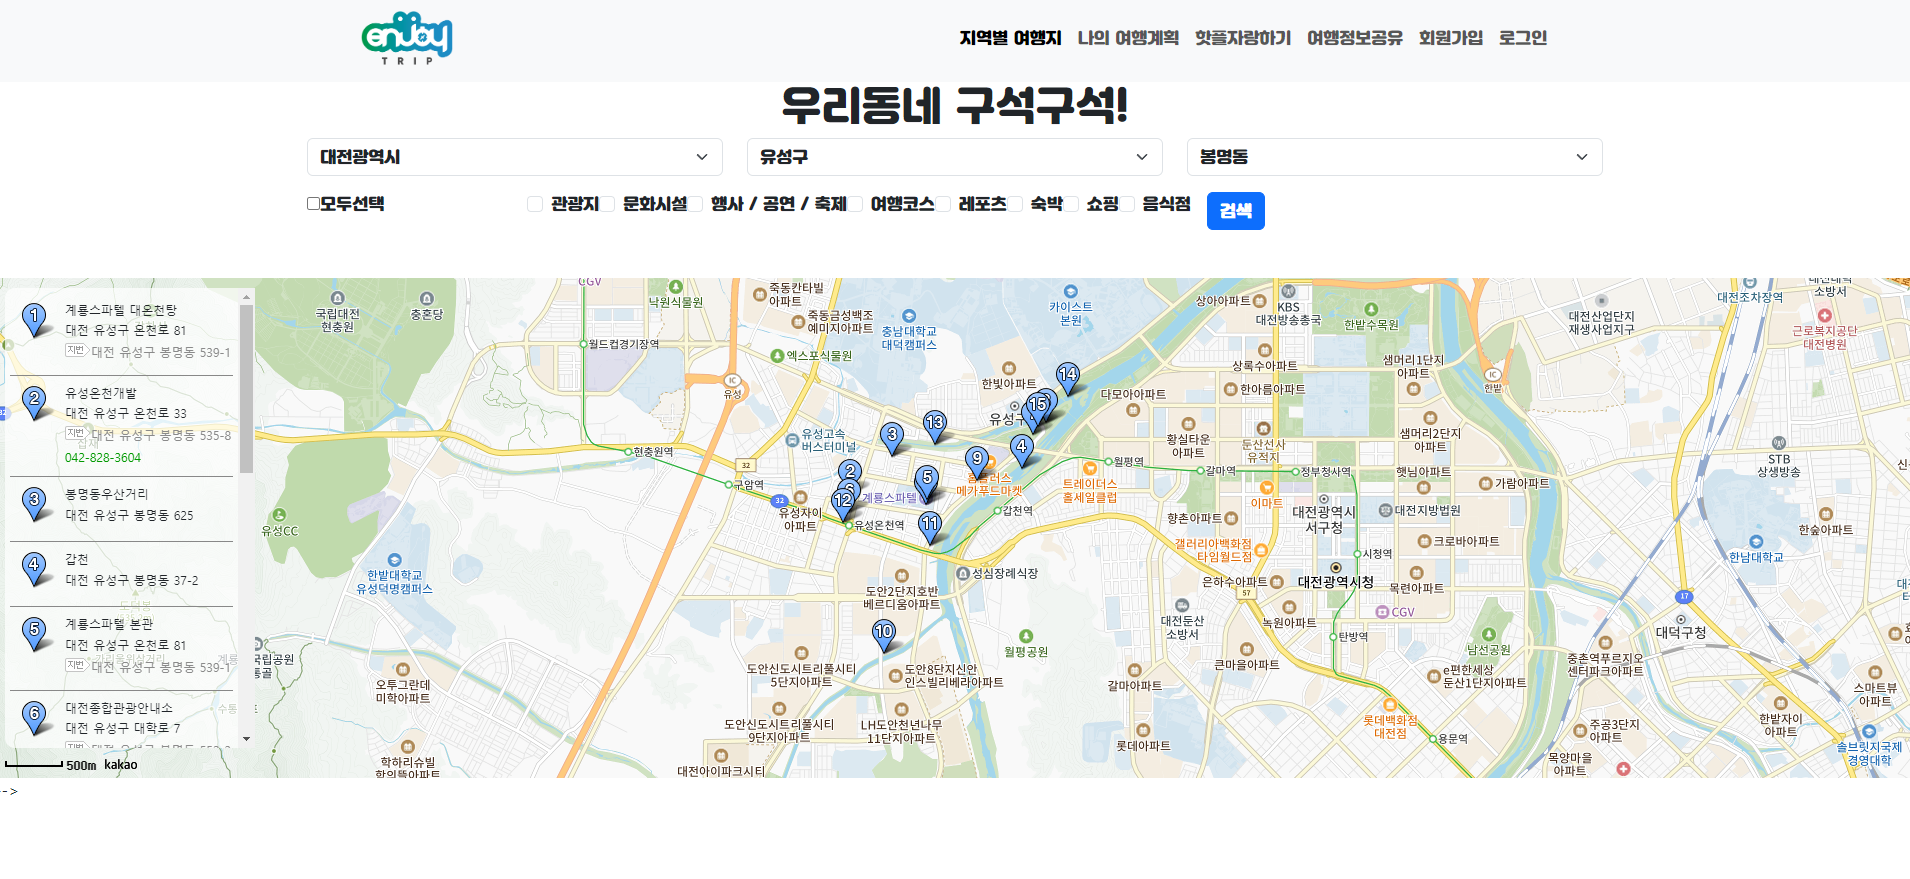 enjoy
TRIP
지역별 여행지 나의 여행계획 핫플자랑하기 여행정보공유 회원가입 로그인
우리동네 구석구석!
대전광역시 유성구 봉명동
모두선택 관광지 문화시설 행사 / 공연 / 축제 여행코스 레포츠 숙박 쇼핑 음식점 검색
1 계룡스파텔 대온천탕
대전 유성구 온천로 81
지번 대전 유성구 봉명동 539-1
2 유성온천개발
대전 유성구 온천로 33
지번 대전 유성구 봉명동 535-8
042-828-3604
3 봉명동우산거리
대전 유성구 봉명동 625
4 갑천
대전 유성구 봉명동 37-2
5 계룡스파텔 본관
대전 유성구 온천로 81
지번 대전 유성구 봉명동 539-1
6 대전종합관광안내소
대전 유성구 대학로 7
500m kakao
CGV
낙원식물원
국립대전
현충원
충혼당
월드컵경기장역
죽동칸타빌
아파트
죽동금성백조
예미지아파트
엑스포식물원
충남대학교
대덕캠퍼스
카이스트
본원
한빛아파트
상아아파트
KBS
대전방송총국
한밭수목원
대전산업단지
재생사업지구
대전조차장역
근로복지공단
대전병원
IC
유성
유성고속
버스터미널
32
현충원역
구암역
32
유성자이
아파트
계룡스파텔
유성온천역
메가푸드마켓
갑천역
월평역
트레이더스
홀세일클럽
다모아아파트
상록수아파트
한아름아파트
황실타운
아파트
둔산선사
유적지
샘머리1단지
아파트
샘머리2단지
아파트
햇님아파트
가람아파트
갈마역
정부청사역
이마트
향촌아파트
대전광역시
서구청
대전지방법원
크로바아파트
갤러리아백화점
타임월드점
시청역
은하수아파트
대전광역시청
목련아파트
57
녹원아파트
CGV
대전둔산
소방서
탄방역
큰마을아파트
남선공원
e편한세상
둔산1단지아파트
중촌역푸르지오
센터파크아파트
롯데백화점
대전점
용문역
갈마아파트
롯데아파트
월평공원
성심장례식장
도안2단지호반
베르디움아파트
도안8단지신안
인스빌리베라아파트
도안신도시트리풀시티
5단지아파트
도안신도시트리풀시티
9단지아파트
LH도안천년나무
11단지아파트
대전아이파크시티
오투그란데
미학아파트
학하리슈빌
학의뜰아파트
유성CC
한밭대학교
유성덕명캠퍼스
IC
한밭
STB
상생방송
한남대학교
한숲아파트
17
대덕구청
스마트뷰
아파트
한밭자이
아파트
주공3단지
아파트
목양마을
아파트
솔브릿지국제
경영대학
2
3
13
14
15
4
9
5
12
11
10
-->